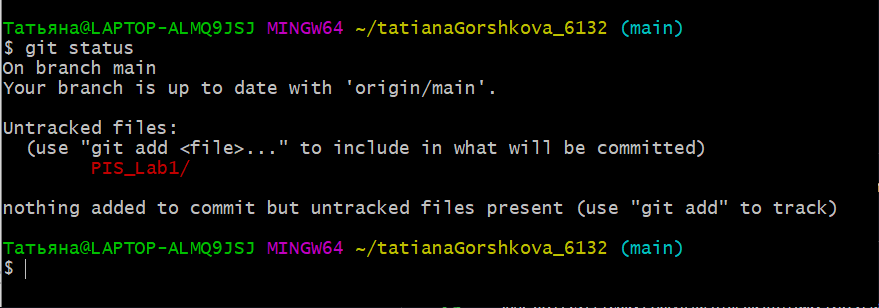 Татьяна@LAPTOP-ALMQ9JSJ MINGW64 ~/tatianaGorshkova_6132 (main)
$ git status
On branch main
Your branch is up to date with 'origin/main'.
Untracked files:
(use "git add <file>..." to include in what will be committed)
PIS_Lab1/
nothing added to commit but untracked files present (use "git add" to track)
Татьяна@LAPTOP-ALMQ9JSJ MINGW64 ~/tatianaGorshkova_6132 (main)
$